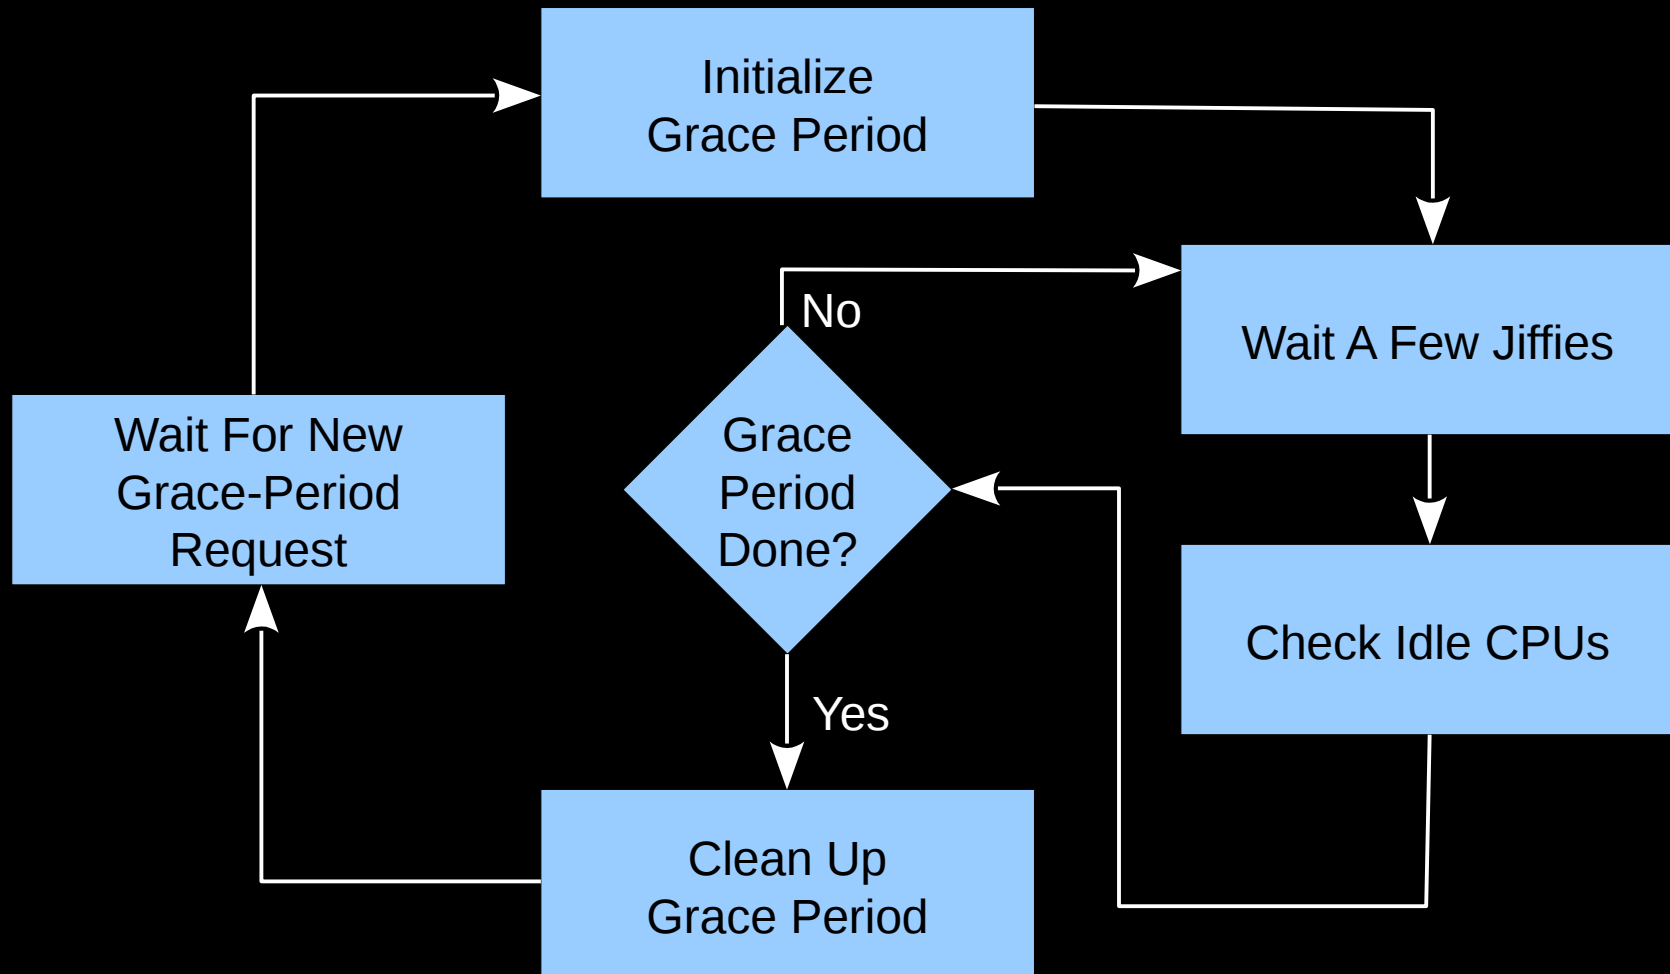 Initialize
Grace Period
No
Wait A Few Jiffies
Wait For New
Grace-Period
Request
Grace
Period
Done?
Check Idle CPUs
Yes
Clean Up
Grace Period